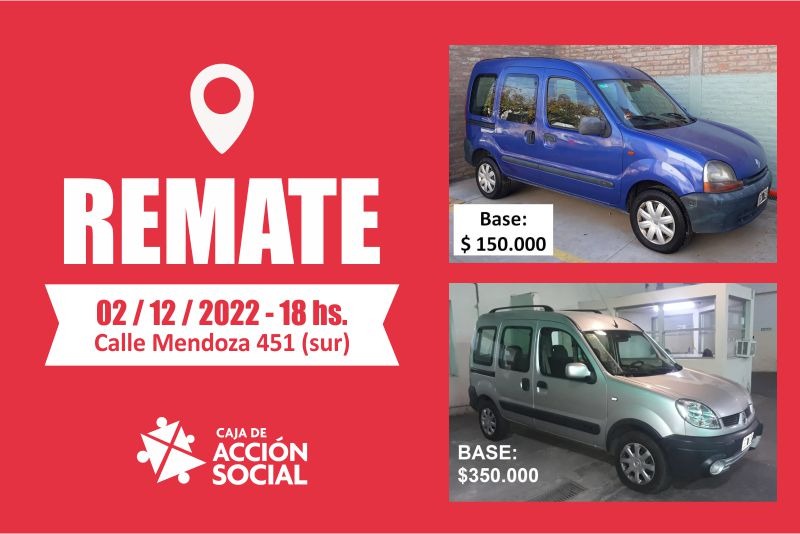 REMATE
02 / 12 / 2022 - 18 hs.
Calle Mendoza 451 (sur)
CAJA DE
ACCIÓN
SOCIAL
Base:
$ 150.000
BASE:
$350.000